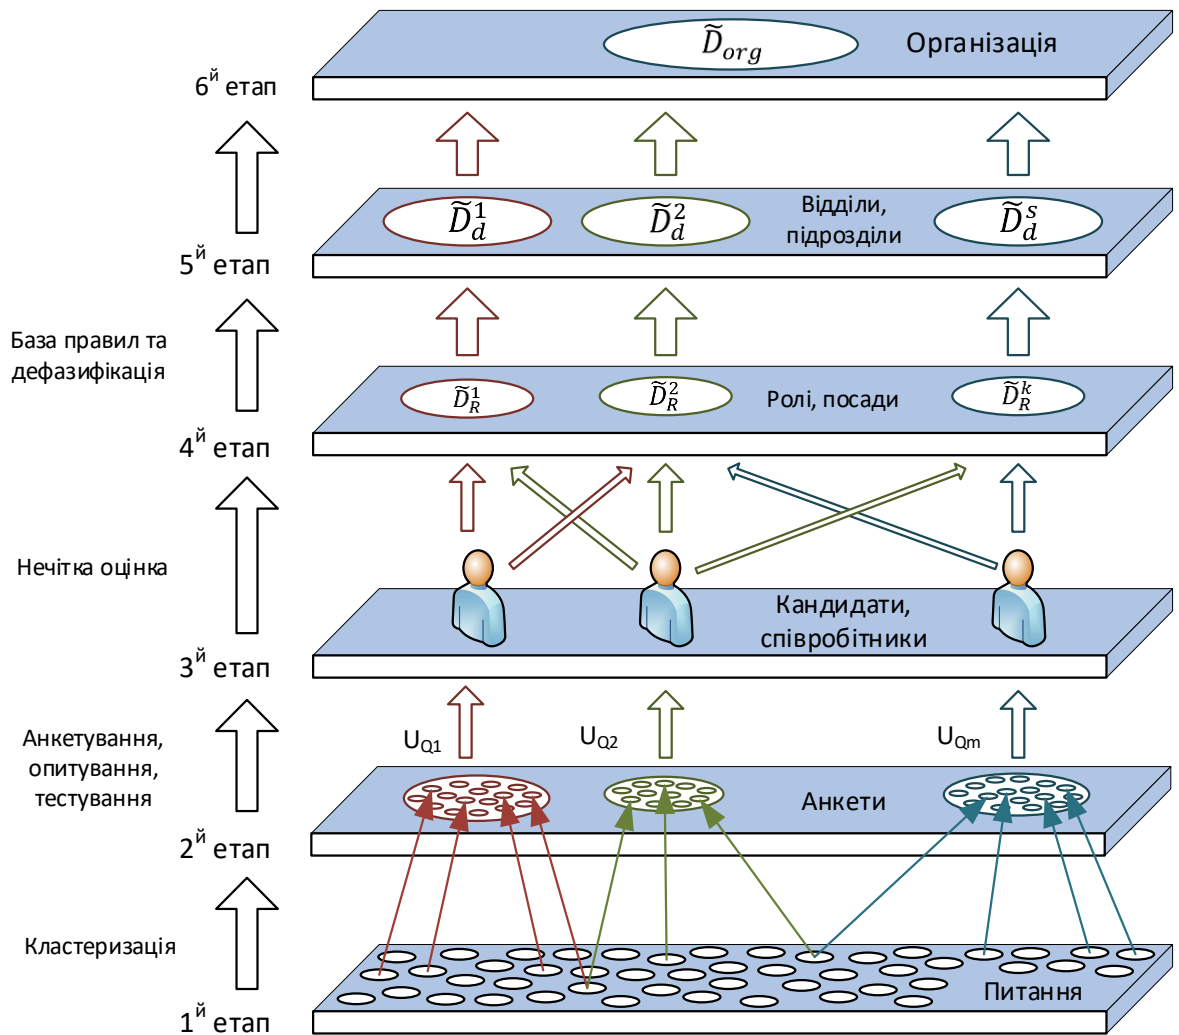 D̃org
Організація
6й етап
D̃d1
D̃d2
Відділи,
підрозділи
D̃ds
5й етап
База правил та
дефазифікація
D̃R1
D̃R2
Ролі, посади
D̃Rk
4й етап
Нечітка оцінка
Кандидати,
співробітники
3й етап
Анкетування,
опитування,
тестування
UQ1
UQ2
UQm
Анкети
2й етап
Кластеризація
Питання
1й етап